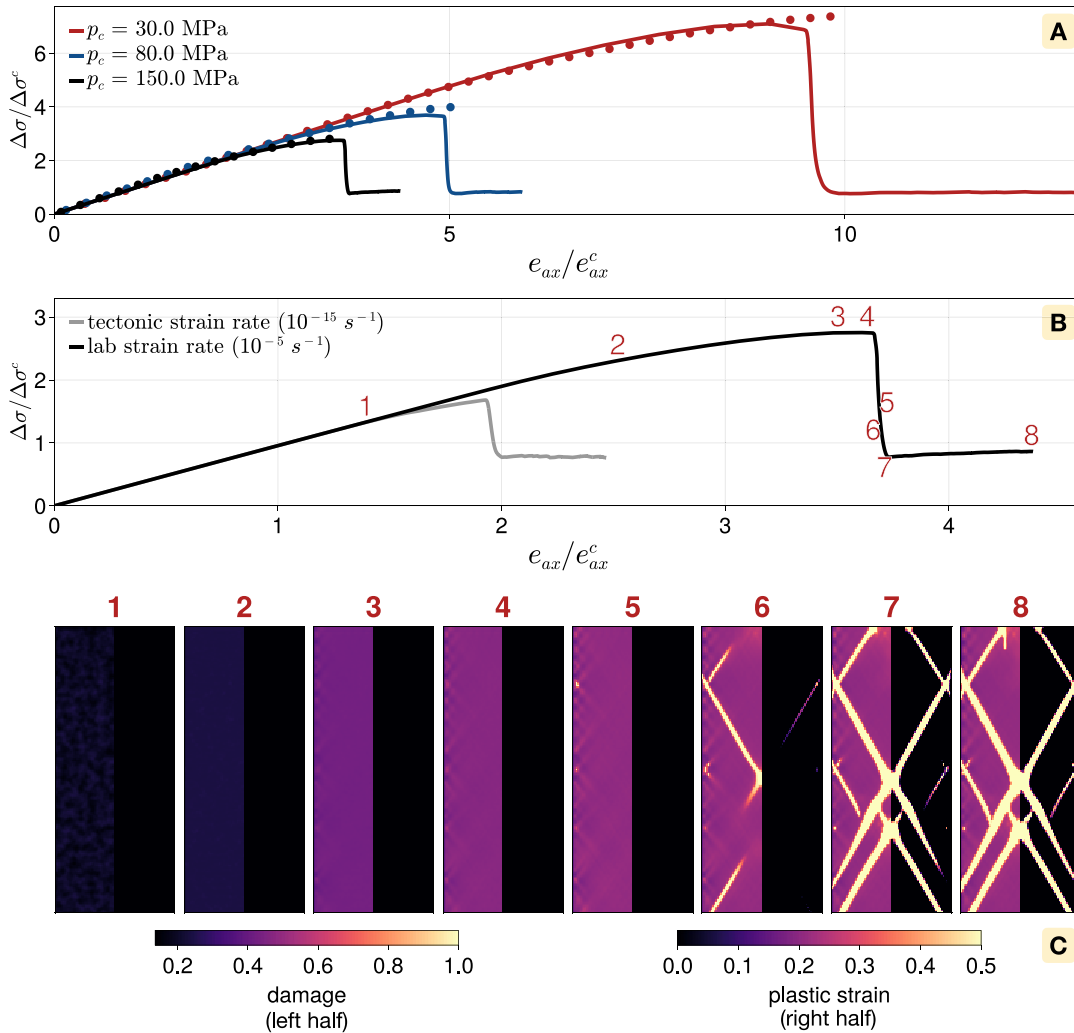 A
p_c = 30.0 MPa
p_c = 80.0 MPa
p_c = 150.0 MPa
Δσ/Δσ^c
6
4
2
0
0 5 10
e_ax/e^c_ax
B
tectonic strain rate (10^−15 s^−1)
lab strain rate (10^−5 s^−1)
Δσ/Δσ^c
3
2
1
0
1 2 3 4 5 6 7 8
0 1 2 3 4
e_ax/e^c_ax
1 2 3 4 5 6 7 8
0.2 0.4 0.6 0.8 1.0
damage
(left half)
0.0 0.1 0.2 0.3 0.4 0.5
plastic strain
(right half)
C